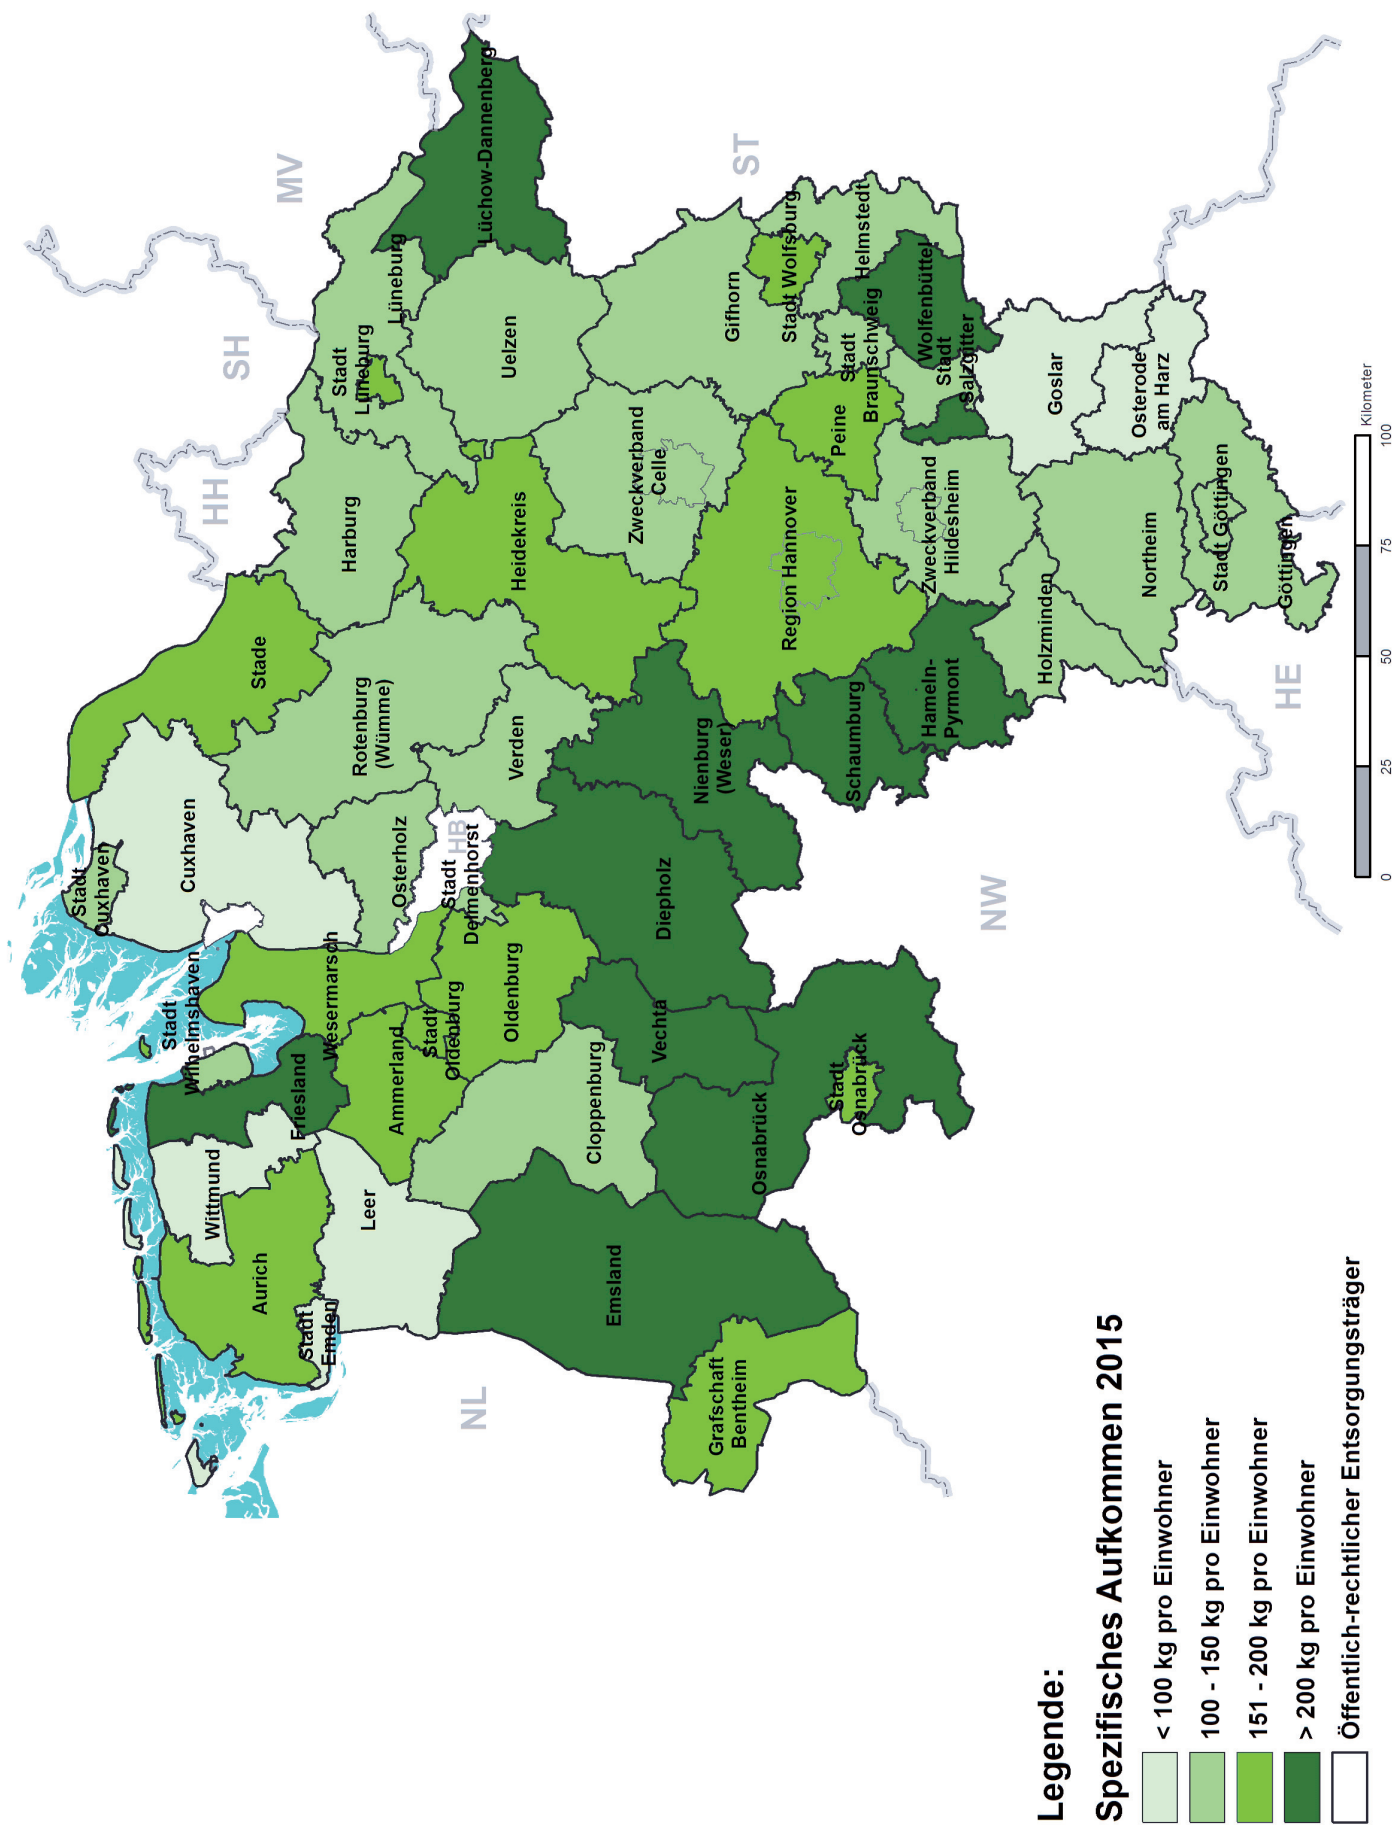 MV
SH
HH
ST
NL
NW
HE
HB
Stadt
Cuxhaven
Cuxhaven
Stade
Stadt
Wilhelmshaven
Wittmund
Aurich
Stadt
Emden
Friesland
Wesermarsch
Leer
Ammerland
Stadt
Oldenburg
Oldenburg
Osterholz
Stadt
Delmenhorst
Rotenburg
(Wümme)
Verden
Harburg
Stadt
Lüneburg
Lüneburg
Lüchow-Dannenberg
Uelzen
Heidekreis
Zweckverband
Celle
Gifhorn
Stadt Wolfsburg
Helmstedt
Stadt
Braunschweig
Wolfenbüttel
Stadt
Salzgitter
Peine
Region Hannover
Zweckverband
Hildesheim
Goslar
Osterode
am Harz
Northeim
Stadt Göttingen
Göttingen
Holzminden
Hameln-
Pyrmont
Schaumburg
Nienburg
(Weser)
Diepholz
Vechta
Cloppenburg
Emsland
Osnabrück
Stadt
Osnabrück
Grafschaft
Bentheim
Legende:
Spezifisches Aufkommen 2015
< 100 kg pro Einwohner
100 - 150 kg pro Einwohner
151 - 200 kg pro Einwohner
> 200 kg pro Einwohner
Öffentlich-rechtlicher Entsorgungsträger
Kilometer
0 25 50 75 100